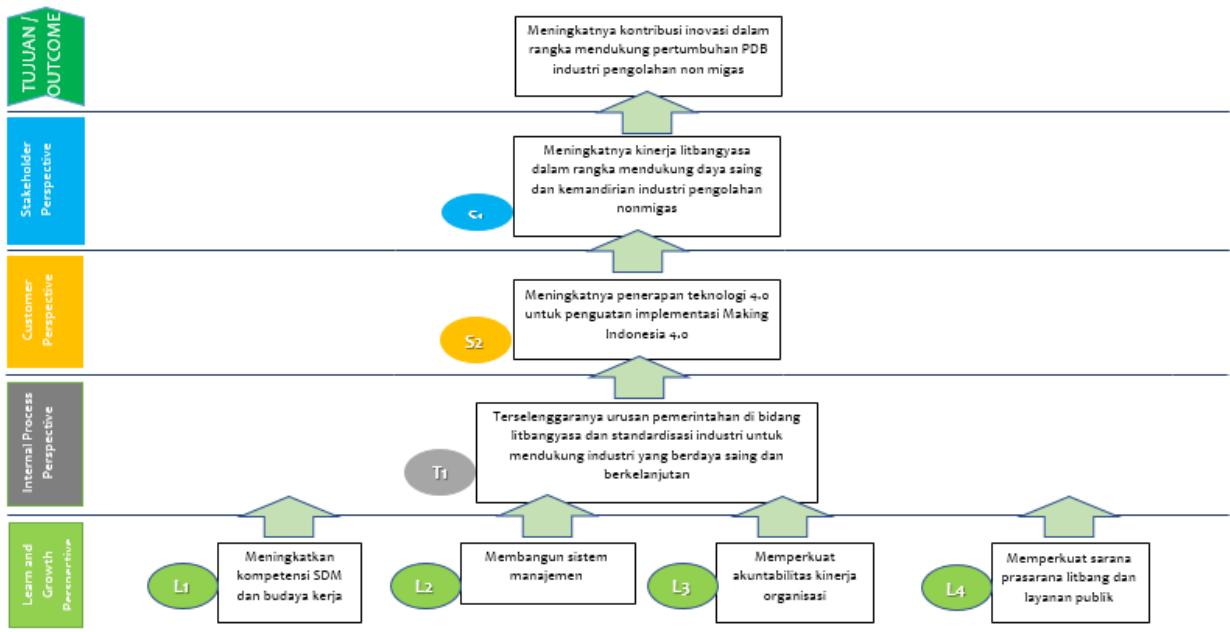 TUJUAN /
OUTCOME
Meningkatnya kontribusi inovasi dalam
rangka mendukung pertumbuhan PDB
industri pengolahan non migas
Stakeholder
Perspective
Meningkatnya kinerja litbangyasa
dalam rangka mendukung daya saing
dan kemandirian industri pengolahan
nonmigas
S1
Customer
Perspective
Meningkatnya penerapan teknologi 4.0
untuk penguatan implementasi Making
Indonesia 4.0
S2
Internal Process
Perspective
Terselenggaranya urusan pemerintahan di bidang
litbangyasa dan standardisasi industri untuk
mendukung industri yang berdaya saing dan
berkelanjutan
T1
Learn and
Growth
Perspective
L1
Meningkatkan
kompetensi SDM
dan budaya kerja
L2
Membangun sistem
manajemen
L3
Memperkuat
akuntabilitas kinerja
organisasi
L4
Memperkuat sarana
prasarana litbang dan
layanan publik